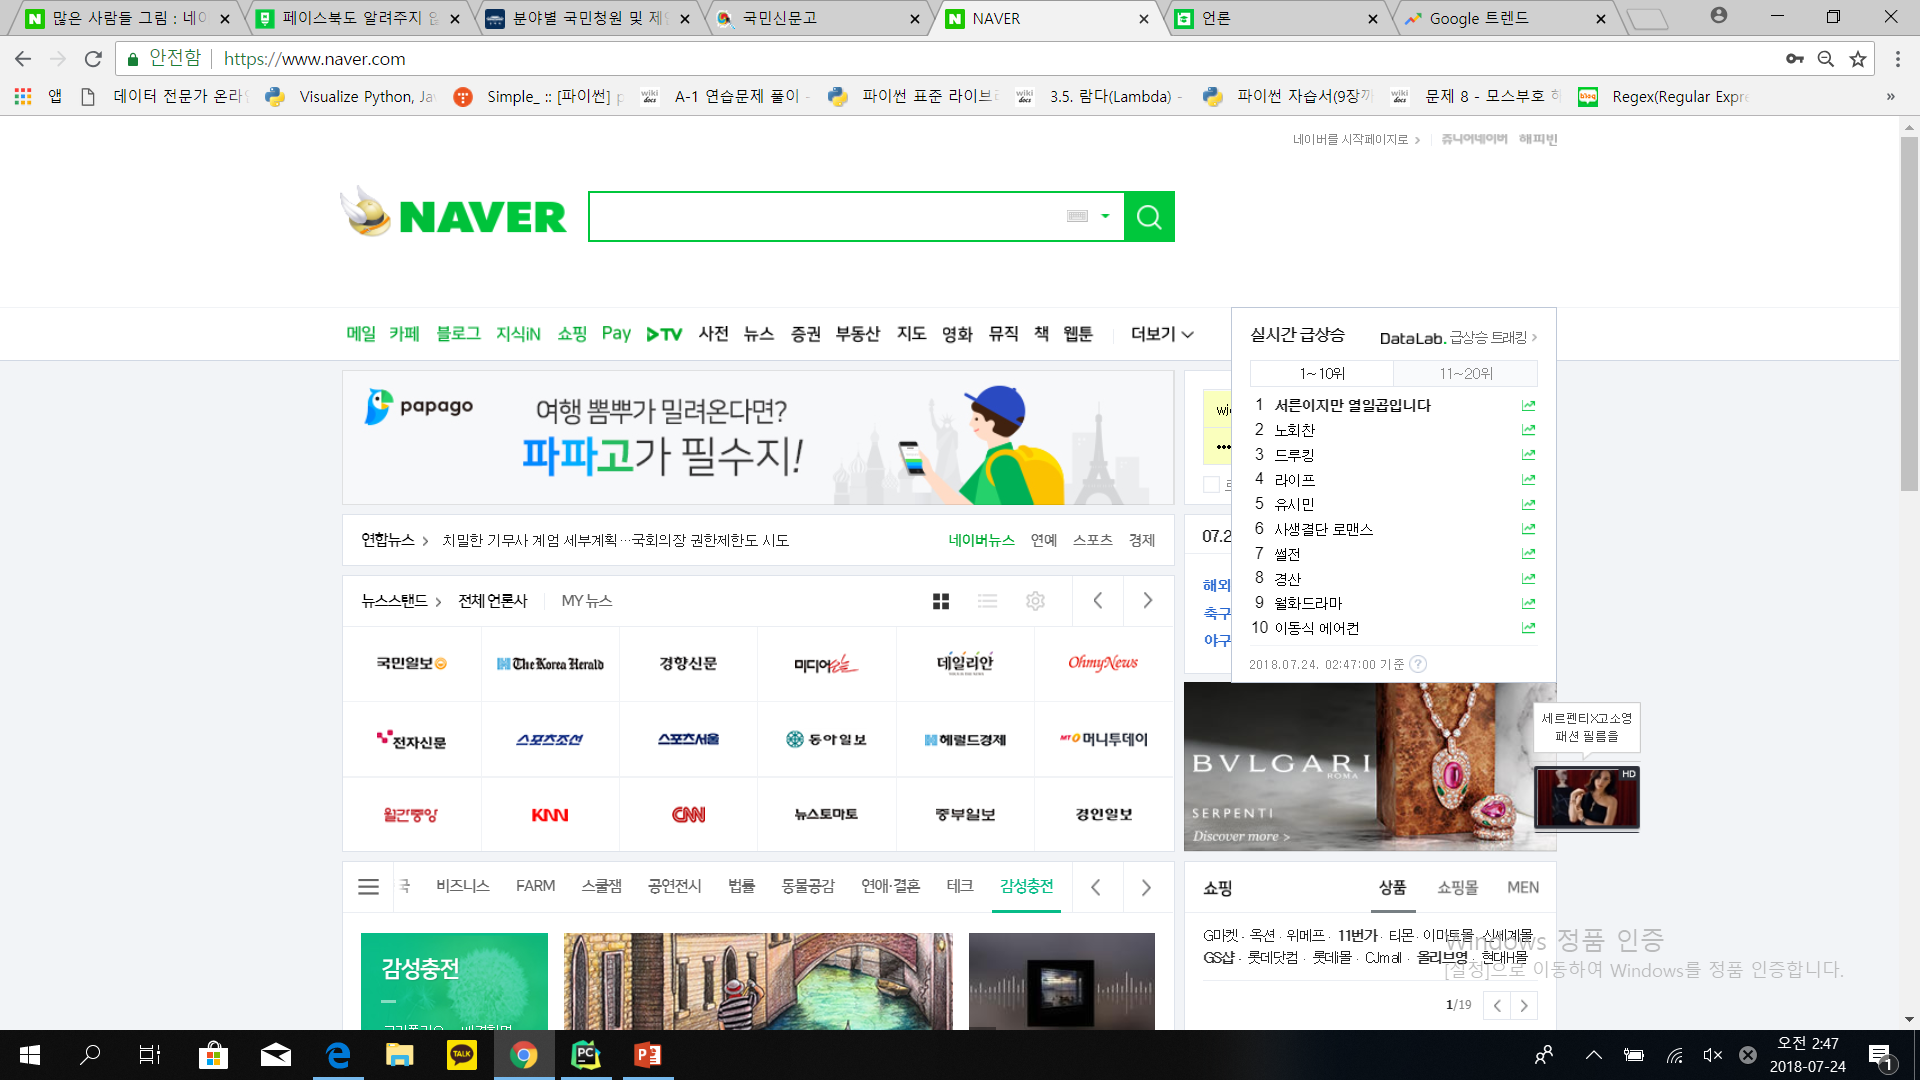 많은 사람들 그림 : 네이
페이스북도 알려주지 않
분야별 국민청원 및 제안
국민신문고
NAVER
언론
Google 트렌드
안전함
https://www.naver.com
앱
데이터 전문가 온라인
Visualize Python, Jav
Simple_ :: [파이썬] p
A-1 연습문제 풀이 -
파이썬 표준 라이브러
3.5. 람다(Lambda) -
파이썬 자습서(9장까
문제 8 - 모스부호 해
Regex(Regular Expre
»
네이버를 시작페이지로 >
쥬니어네이버 해피빈
NAVER
메일 카페 블로그 지식iN 쇼핑 Pay TV 사전 뉴스 증권 부동산 지도 영화 뮤직 책 웹툰 더보기
실시간 급상승 DataLab. 급상승 트래킹 >
1~10위 11~20위
1 서른이지만 열일곱입니다
2 노회찬
3 드루킹
4 라이프
5 유시민
6 사생결단 로맨스
7 썰전
8 경산
9 월화드라마
10 이동식 에어컨
2018.07.24. 02:47:00 기준 ?
papago
여행 뽐뿌가 밀려온다면?
파파고가 필수지!
연합뉴스 > 치밀한 기무사 계엄 세부계획…국회의장 권한제한도 시도
네이버뉴스 연예 스포츠 경제
07.2
해외
축구
야구
뉴스스탠드 > 전체 언론사 MY 뉴스
국민일보 The Korea Herald 경향신문 미디어오늘 데일리안 OhmyNews
전자신문 스포츠조선 스포츠서울 동아일보 헤럴드경제 MT 머니투데이
월간중앙 KNN CNN 뉴스토마토 중부일보 경인일보
BVLGARI
ROMA
SERPENTI
Discover more >
세르펜티X고소영
패션 필름을
HD
국 비즈니스 FARM 스쿨잼 공연전시 법률 동물공감 연애·결혼 테크 감성충전
감성충전
쇼핑 상품 쇼핑몰 MEN
G마켓 · 옥션 · 위메프 · 11번가 · 티몬 · 이마트몰 · 신세계몰
GS샵 · 롯데닷컴 · 롯데몰 · CJmall · 올리브영 · 현대H몰
1/19
Windows 정품 인증
[설정]으로 이동하여 Windows를 정품 인증합니다.
TALK
PC
오전 2:47
2018-07-24
1